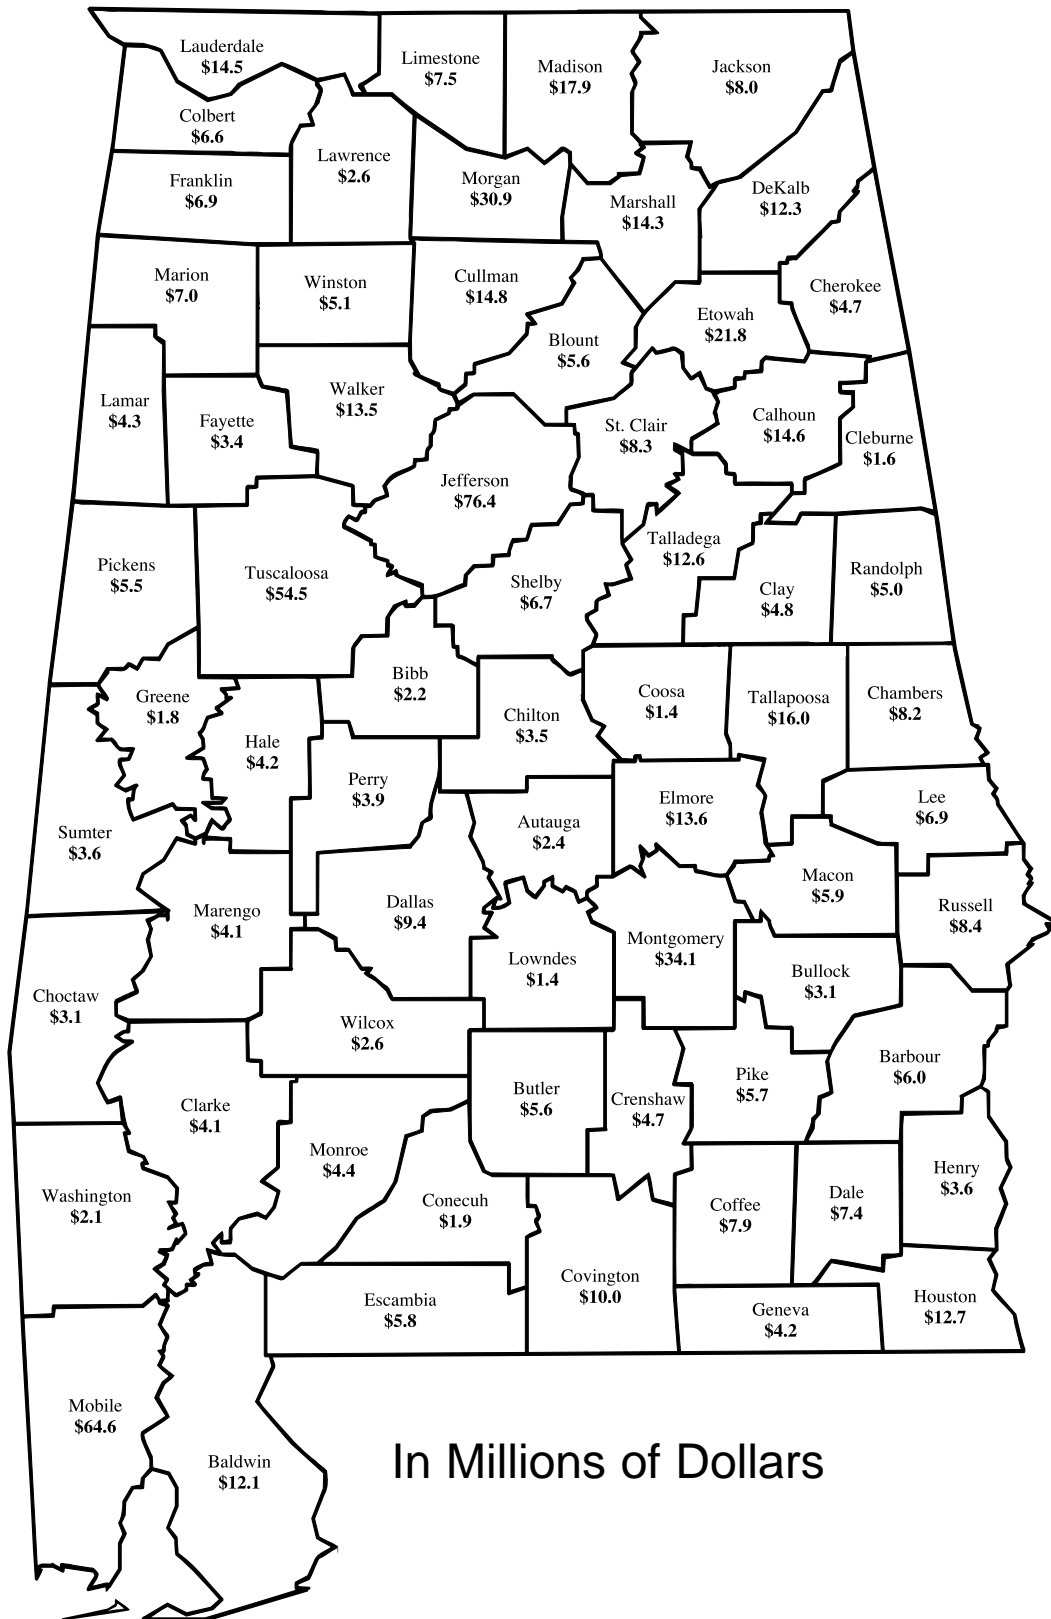 Lauderdale
$14.5
Limestone
$7.5
Madison
$17.9
Jackson
$8.0
Colbert
$6.6
Lawrence
$2.6
Franklin
$6.9
Morgan
$30.9
Marshall
$14.3
DeKalb
$12.3
Marion
$7.0
Winston
$5.1
Cullman
$14.8
Cherokee
$4.7
Etowah
$21.8
Blount
$5.6
Lamar
$4.3
Fayette
$3.4
Walker
$13.5
St. Clair
$8.3
Calhoun
$14.6
Cleburne
$1.6
Jefferson
$76.4
Pickens
$5.5
Tuscaloosa
$54.5
Shelby
$6.7
Talladega
$12.6
Clay
$4.8
Randolph
$5.0
Greene
$1.8
Hale
$4.2
Bibb
$2.2
Chilton
$3.5
Coosa
$1.4
Tallapoosa
$16.0
Chambers
$8.2
Perry
$3.9
Sumter
$3.6
Autauga
$2.4
Elmore
$13.6
Lee
$6.9
Marengo
$4.1
Dallas
$9.4
Macon
$5.9
Russell
$8.4
Lowndes
$1.4
Montgomery
$34.1
Bullock
$3.1
Choctaw
$3.1
Wilcox
$2.6
Barbour
$6.0
Clarke
$4.1
Butler
$5.6
Crenshaw
$4.7
Pike
$5.7
Monroe
$4.4
Washington
$2.1
Conecuh
$1.9
Coffee
$7.9
Dale
$7.4
Henry
$3.6
Covington
$10.0
Escambia
$5.8
Geneva
$4.2
Houston
$12.7
Mobile
$64.6
Baldwin
$12.1
In Millions of Dollars